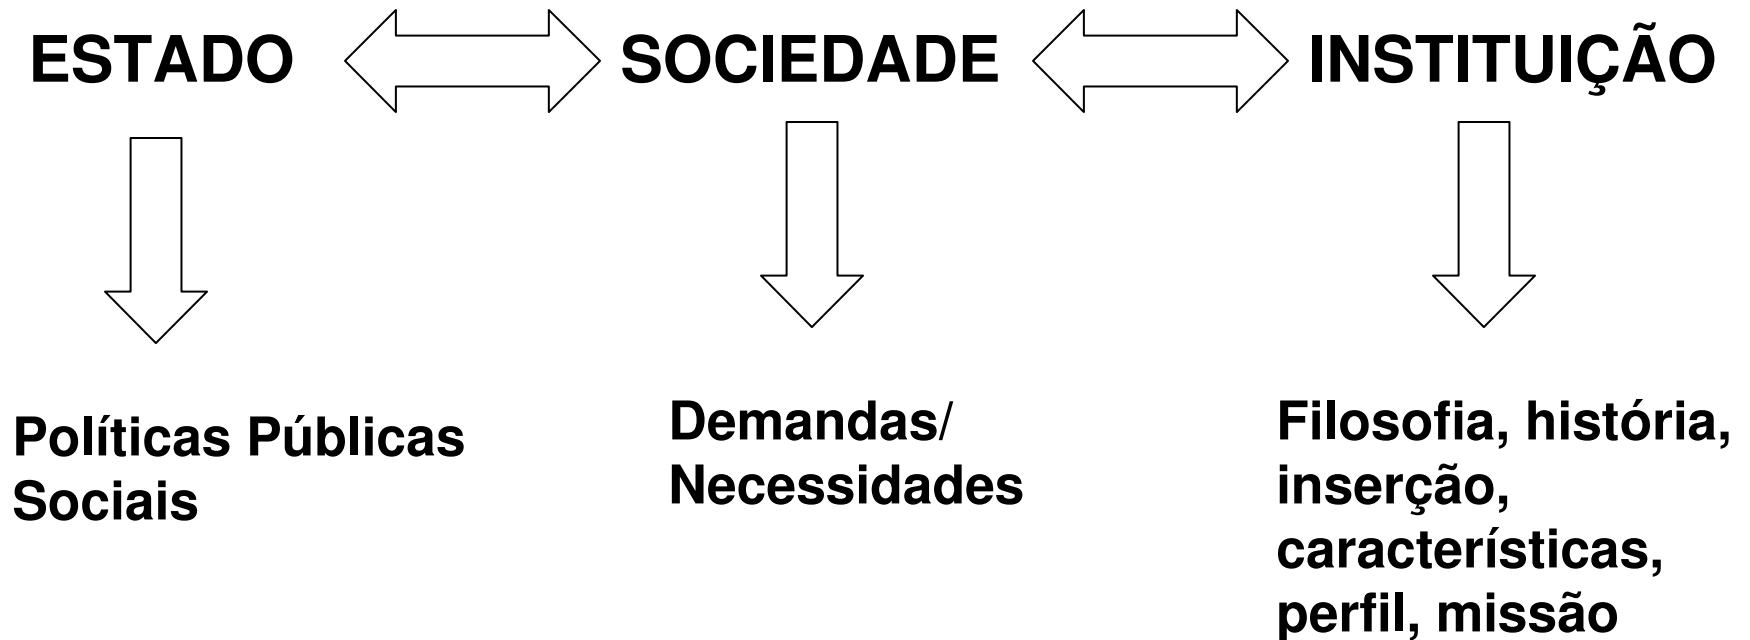 ESTADO SOCIEDADE INSTITUIÇÃO
Políticas Públicas
Sociais
Demandas/
Necessidades
Filosofia, história,
inserção,
características,
perfil, missão